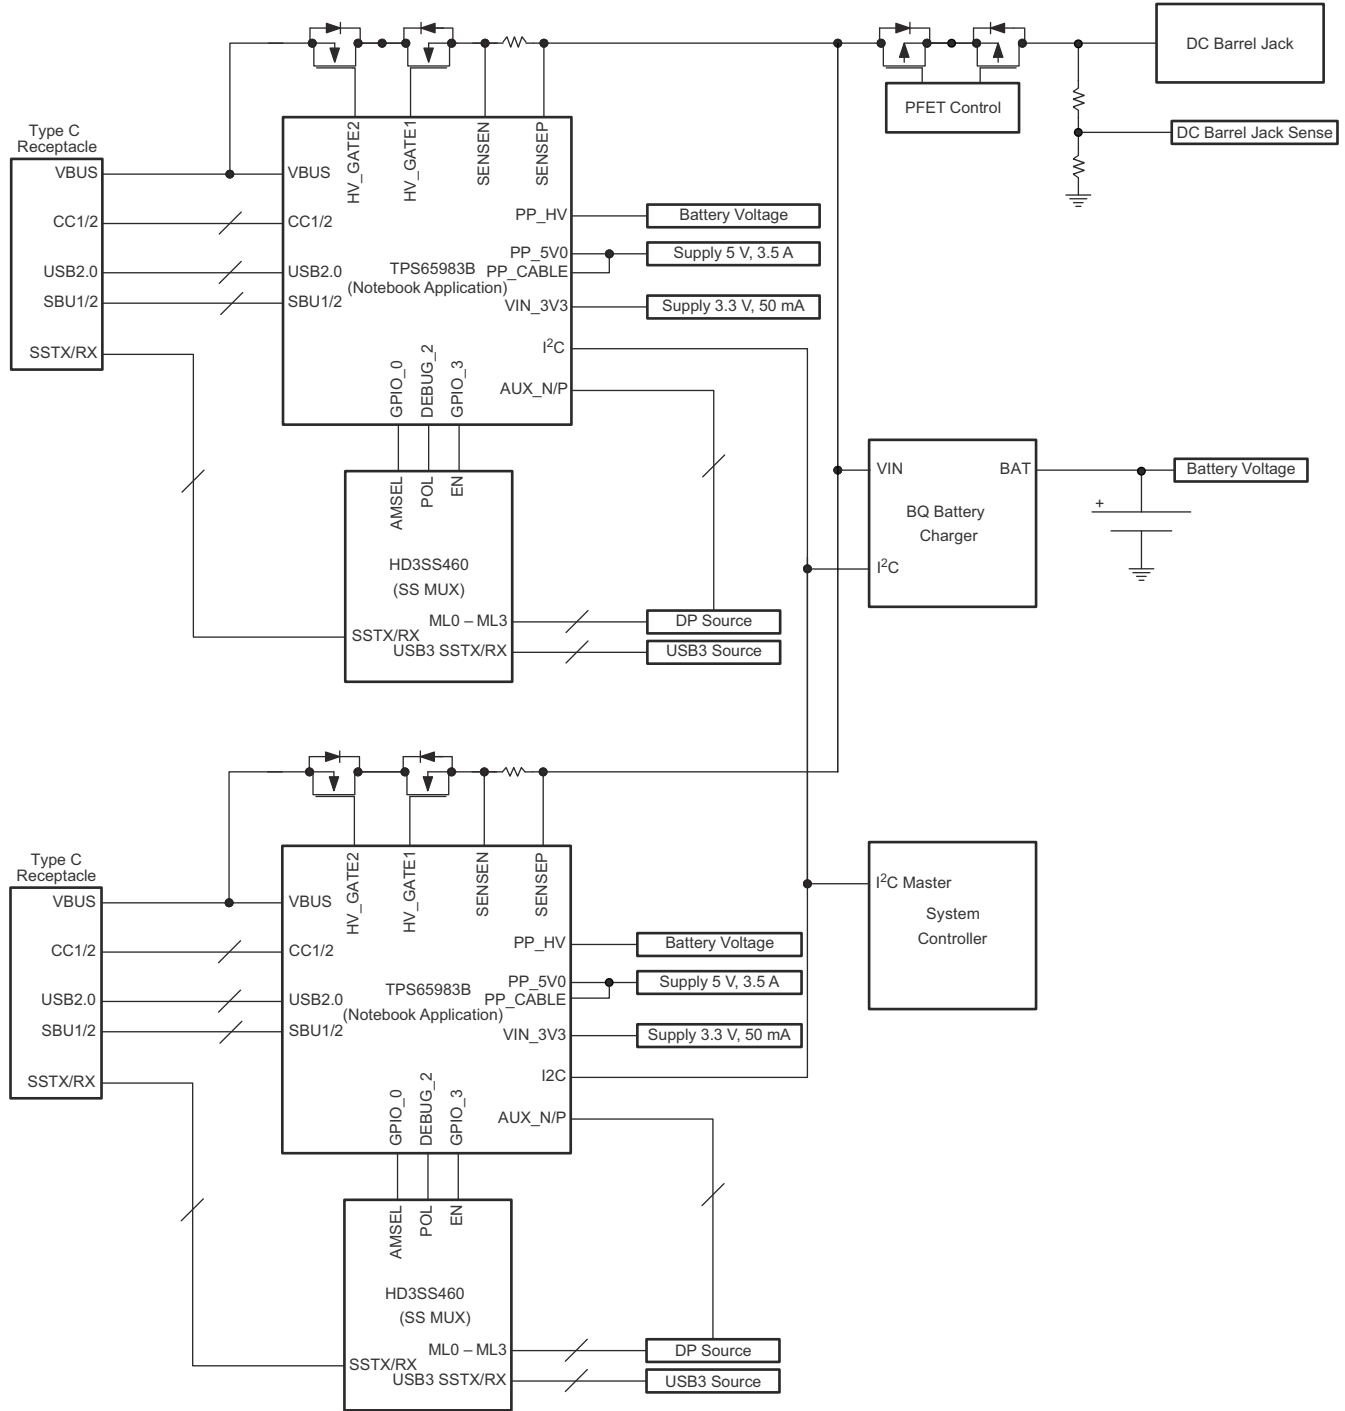 DC Barrel Jack
PFET Control
DC Barrel Jack Sense
Type C
Receptacle
VBUS
CC1/2
USB2.0
SBU1/2
SSTX/RX
HV_GATE2
HV_GATE1
SENSEN
SENSEP
VBUS
CC1/2
USB2.0
SBU1/2
TPS65983B
(Notebook Application)
PP_HV
PP_5V0
PP_CABLE
VIN_3V3
I²C
AUX_N/P
GPIO_0
DEBUG_2
GPIO_3
Battery Voltage
Supply 5 V, 3.5 A
Supply 3.3 V, 50 mA
AMSEL
POL
EN
HD3SS460
(SS MUX)
ML0 – ML3
SSTX/RX
USB3 SSTX/RX
DP Source
USB3 Source
VIN
BAT
BQ Battery
Charger
I²C
Battery Voltage
+
Type C
Receptacle
VBUS
CC1/2
USB2.0
SBU1/2
SSTX/RX
HV_GATE2
HV_GATE1
SENSEN
SENSEP
VBUS
CC1/2
USB2.0
SBU1/2
TPS65983B
(Notebook Application)
PP_HV
PP_5V0
PP_CABLE
VIN_3V3
I2C
AUX_N/P
GPIO_0
DEBUG_2
GPIO_3
Battery Voltage
Supply 5 V, 3.5 A
Supply 3.3 V, 50 mA
I²C Master
System
Controller
AMSEL
POL
EN
HD3SS460
(SS MUX)
ML0 – ML3
SSTX/RX
USB3 SSTX/RX
DP Source
USB3 Source